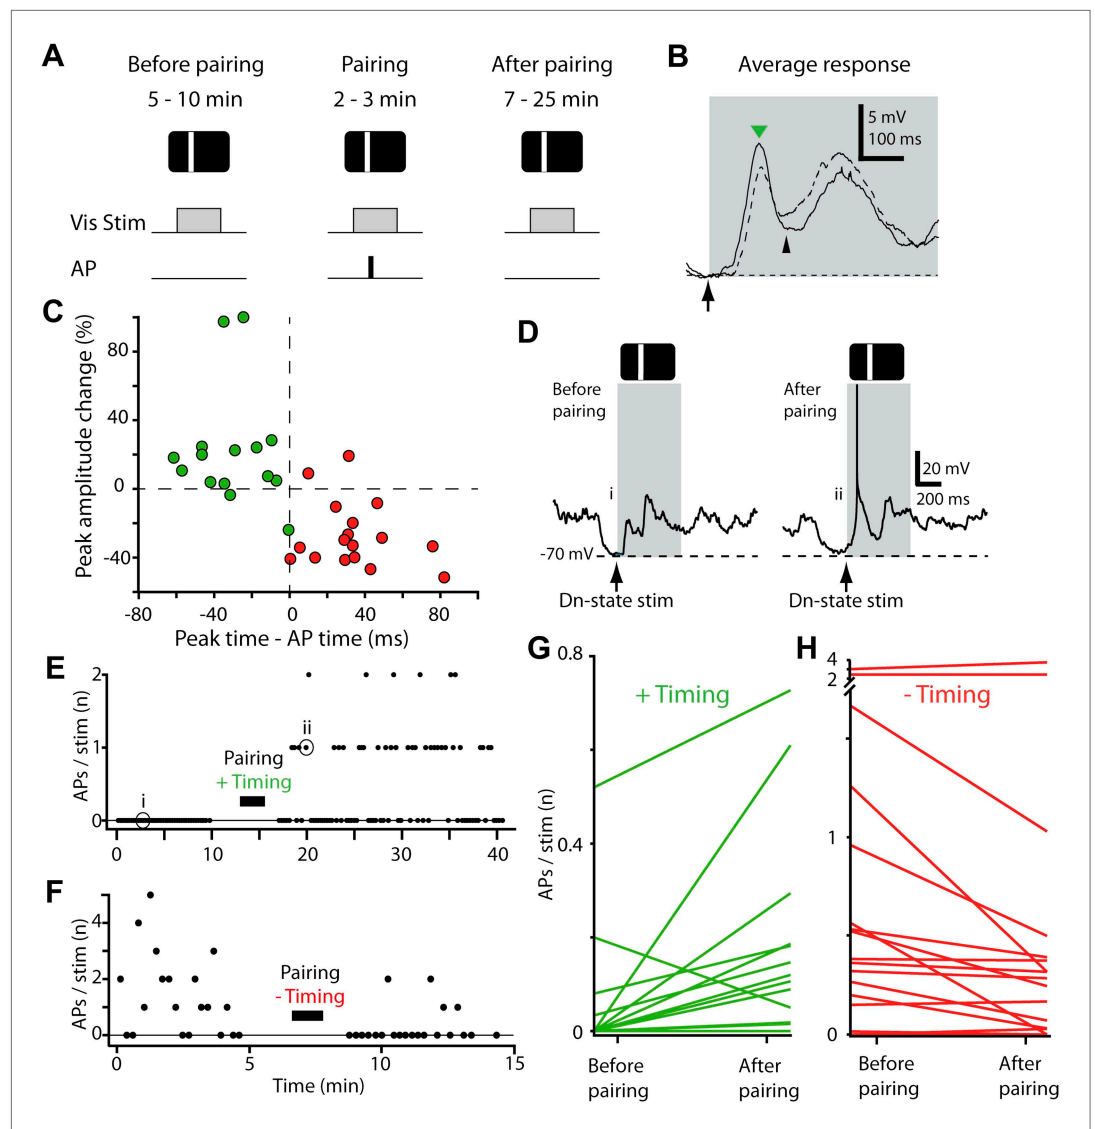 A
Before pairing
5 - 10 min
Pairing
2 - 3 min
After pairing
7 - 25 min
Vis Stim
AP
B
Average response
5 mV
100 ms
C
Peak amplitude change (%)
80
40
0
-40
-80
-40
0
40
80
Peak time - AP time (ms)
D
Before
pairing
After
pairing
i
ii
20 mV
200 ms
-70 mV
Dn-state stim
Dn-state stim
E
APs / stim (n)
2
1
0
i
ii
Pairing
+ Timing
0
10
20
30
40
F
APs / stim (n)
4
2
0
Pairing
- Timing
0
5
10
15
Time (min)
G
APs / stim (n)
0.8
0.4
0
+ Timing
Before
pairing
After
pairing
H
4
2
1
0
- Timing
Before
pairing
After
pairing